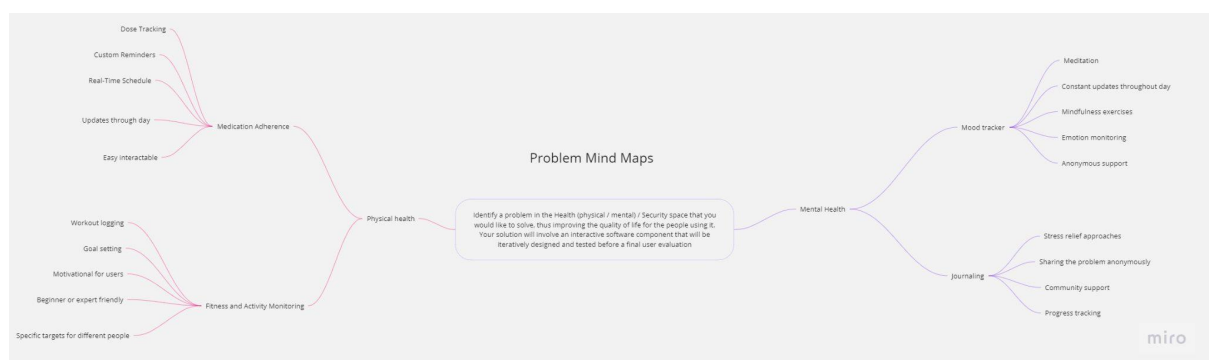 Problem Mind Maps
Identify a problem in the Health (physical / mental) / Security space that you
would like to solve, thus improving the quality of life for the people using it.
Your solution will involve an interactive software component that will be
iteratively designed and tested before a final user evaluation
Physical health
Medication Adherence
Dose Tracking
Custom Reminders
Real-Time Schedule
Updates through day
Easy interactable
Fitness and Activity Monitoring
Workout logging
Goal setting
Motivational for users
Beginner or expert friendly
Specific targets for different people
Mental Health
Mood tracker
Meditation
Constant updates throughout day
Mindfulness exercises
Emotion monitoring
Anonymous support
Journaling
Stress relief approaches
Sharing the problem anonymously
Community support
Progress tracking
miro